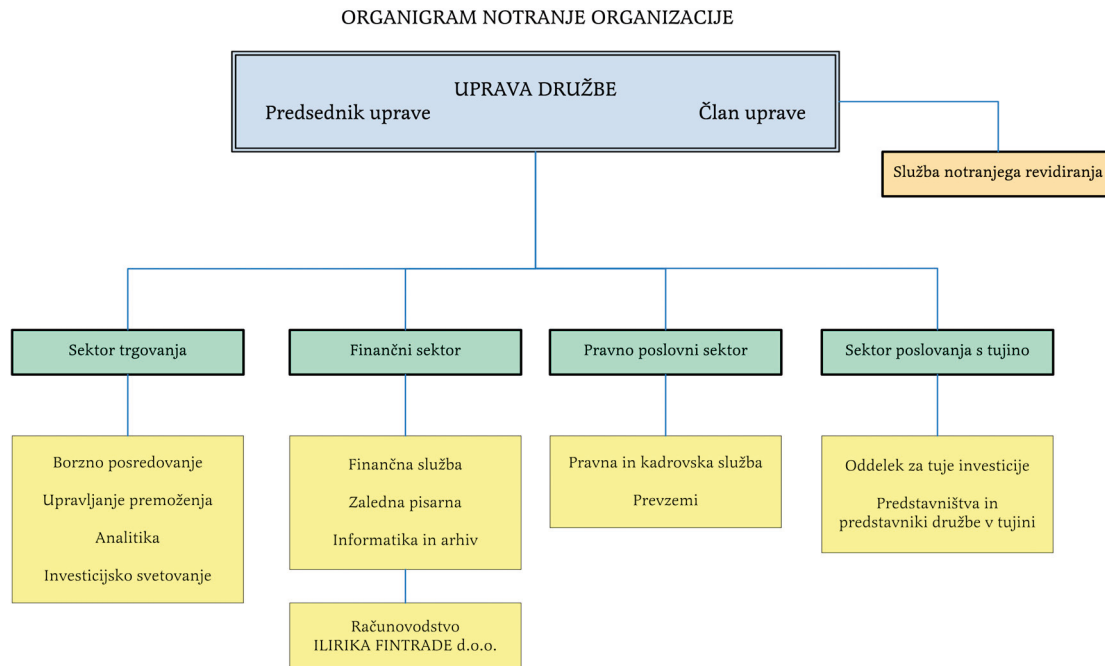 ORGANIGRAM NOTRANJE ORGANIZACIJE
UPRAVA DRUŽBE
Predsednik uprave
Član uprave
Služba notranjega revidiranja
Sektor trgovanja
Finančni sektor
Pravno poslovni sektor
Sektor poslovanja s tujino
Borzno posredovanje
Upravljanje premoženja
Analitika
Investicijsko svetovanje
Finančna služba
Zaledna pisarna
Informatika in arhiv
Računovodstvo
ILIRIKA FINTRADE d.o.o.
Pravna in kadrovska služba
Prevzemi
Oddelek za tuje investicije
Predstavništva in
predstavniki družbe v tujini